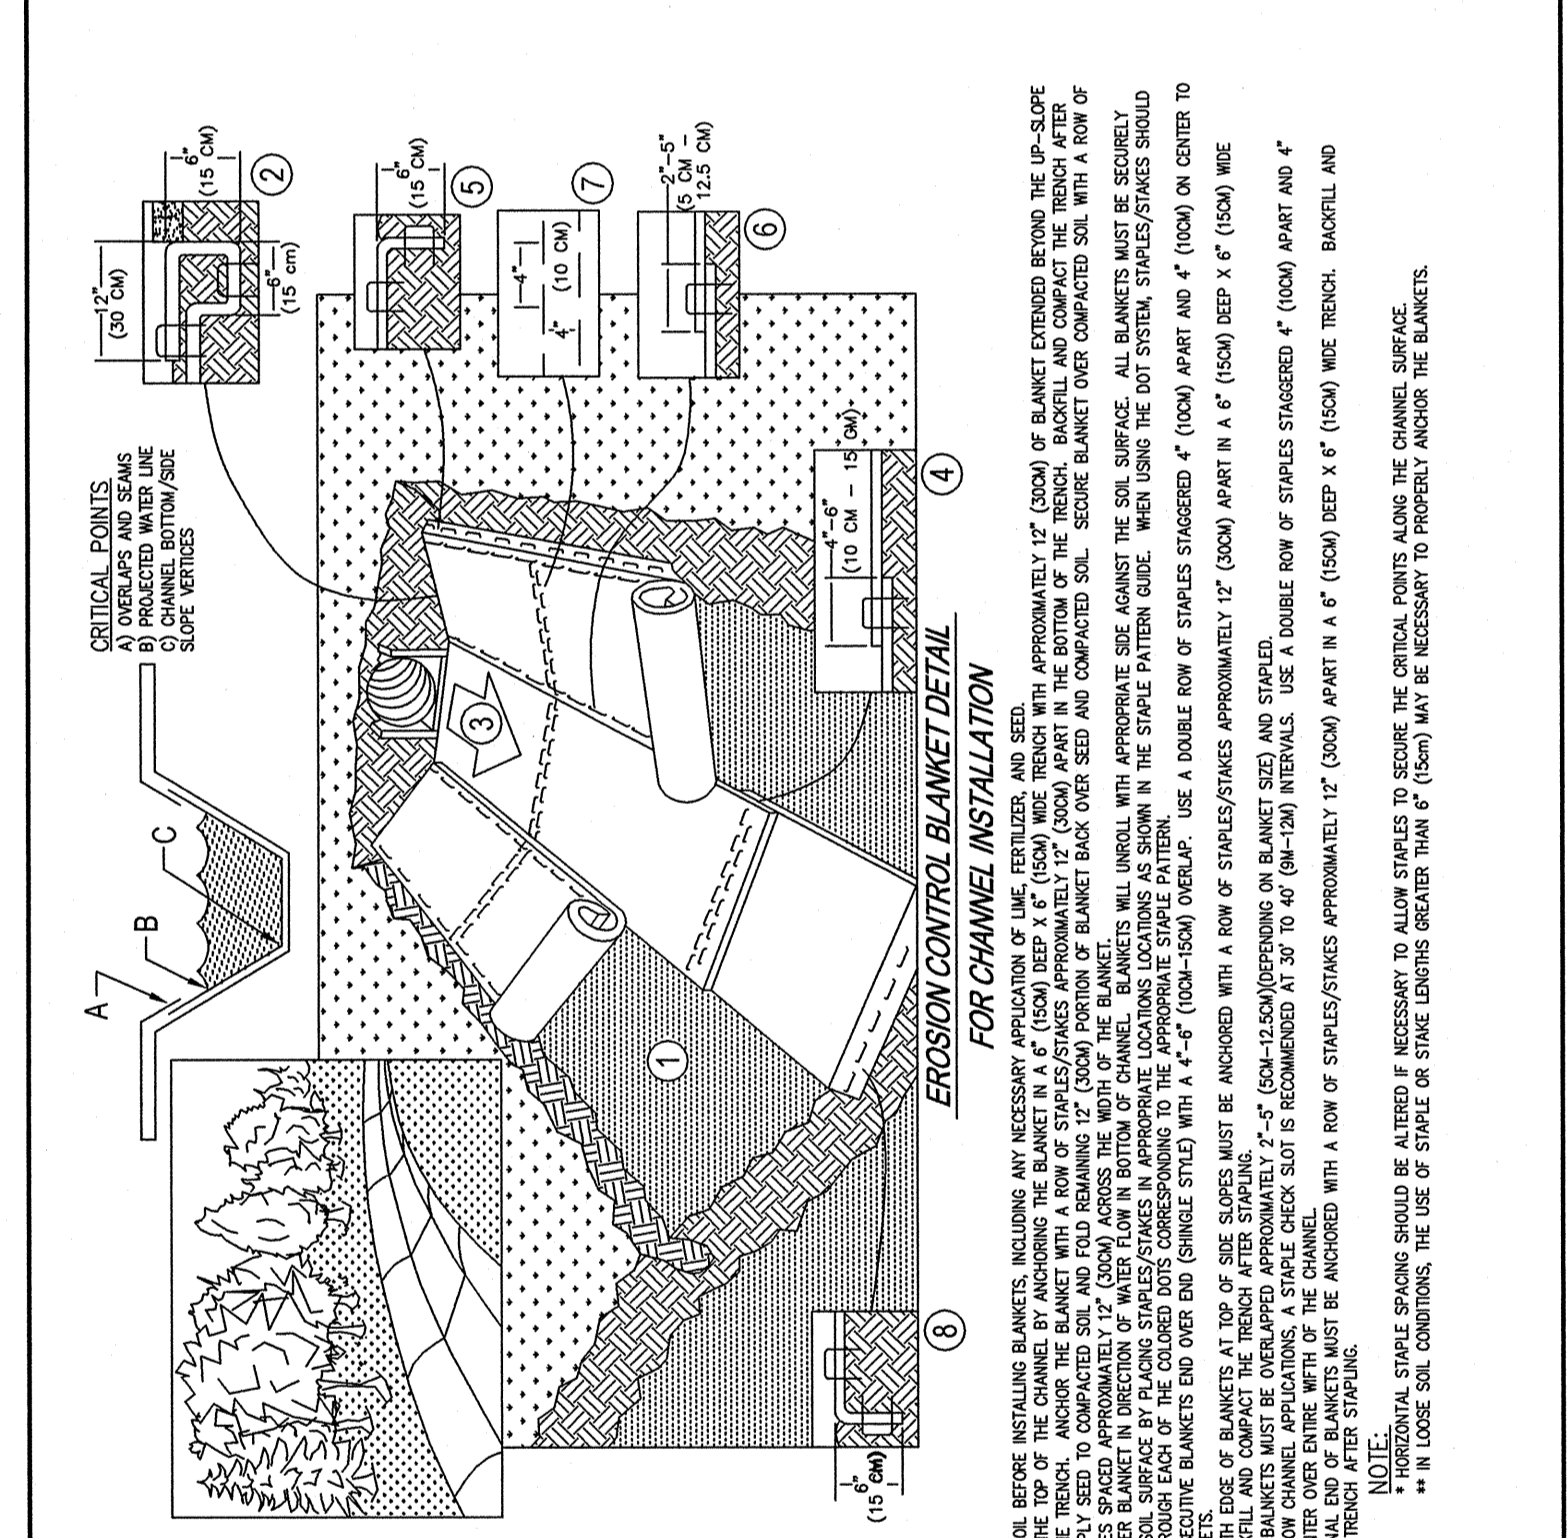 CRITICAL POINTS
A) OVERLAPS AND SEAMS
B) PROJECTED WATER LINE
C) CHANNEL BOTTOM/SIDE
SLOPE VERTICES
A
B
C
12"
(30 CM)
6"
(15 CM)
6"
(15 cm)
2
6"
(15 CM)
5
4"
4"
(10 CM)
7
2"-5"
(5 CM -
12.5 CM)
6
4"-6"
(10 CM - 15 CM)
4
3
1
6"
(15 CM)
8
EROSION CONTROL BLANKET DETAIL
FOR CHANNEL INSTALLATION
OIL BEFORE INSTALLING BLANKETS, INCLUDING ANY NECESSARY APPLICATION OF LIME, FERTILIZER, AND SEED.
THE TOP OF THE CHANNEL BY ANCHORING THE BLANKET IN A 6" (15CM) DEEP X 6" (15CM) WIDE TRENCH WITH APPROXIMATELY 12" (30CM) OF BLANKET EXTENDED BEYOND THE UP-SLOPE
E TRENCH. ANCHOR THE BLANKET WITH A ROW OF STAPLES/STAKES APPROXIMATELY 12" (30CM) APART IN THE BOTTOM OF THE TRENCH. BACKFILL AND COMPACT THE TRENCH AFTER
PLY SEED TO COMPACTED SOIL AND FOLD REMAINING 12" (30CM) PORTION OF BLANKET BACK OVER SEED AND COMPACTED SOIL. SECURE BLANKET OVER COMPACTED SOIL WITH A ROW OF
ES SPACED APPROXIMATELY 12" (30CM) ACROSS THE WIDTH OF THE BLANKET.
ER BLANKET IN DIRECTION OF WATER FLOW IN BOTTOM OF CHANNEL. BLANKETS WILL UNROLL WITH APPROPRIATE SIDE AGAINST THE SOIL SURFACE. ALL BLANKETS MUST BE SECURELY
SOIL SURFACE BY PLACING STAPLES/STAKES IN APPROPRIATE LOCATIONS LOCATIONS AS SHOWN IN THE STAPLE PATTERN GUIDE. WHEN USING THE DOT SYSTEM, STAPLES/STAKES SHOULD
ROUGH EACH OF THE COLORED DOTS CORRESPONDING TO THE APPROPRIATE STAPLE PATTERN.
ECUTIVE BLANKETS END OVER END (SHINGLE STYLE) WITH A 4"-6" (10CM-15CM) OVERLAP. USE A DOUBLE ROW OF STAPLES STAGGERED 4" (10CM) APART AND 4" (10CM) ON CENTER TO
ETS.
TH EDGE OF BLANKETS AT TOP OF SIDE SLOPES MUST BE ANCHORED WITH A ROW OF STAPLES/STAKES APPROXIMATELY 12" (30CM) APART IN A 6" (15CM) DEEP X 6" (15CM) WIDE
KFILL AND COMPACT THE TRENCH AFTER STAPLING.
BALNKETS MUST BE OVERLAPPED APPROXIMATELY 2"-5" (5CM-12.5CM)(DEPENDING ON BLANKET SIZE) AND STAPLED.
OW CHANNEL APPLICATIONS, A STAPLE CHECK SLOT IS RECOMMENDED AT 30' TO 40' (9M-12M) INTERVALS. USE A DOUBLE ROW OF STAPLES STAGGERED 4" (10CM) APART AND 4"
NTER OVER ENTIRE WIFTH OF THE CHANNEL.
NAL END OF BLANKETS MUST BE ANCHORED WITH A ROW OF STAPLES/STAKES APPROXIMATELY 12" (30CM) APART IN A 6" (15CM) DEEP X 6" (15CM) WIDE TRENCH. BACKFILL AND
TRENCH AFTER STAPLING.
NOTE:
* HORIZONTAL STAPLE SPACING SHOULD BE ALTERED IF NECESSARY TO ALLOW STAPLES TO SECURE THE CRITICAL POINTS ALONG THE CHANNEL SURFACE.
** IN LOOSE SOIL CONDITIONS, THE USE OF STAPLE OR STAKE LENGTHS GREATER THAN 6" (15cm) MAY BE NECESSARY TO PROPERLY ANCHOR THE BLANKETS.